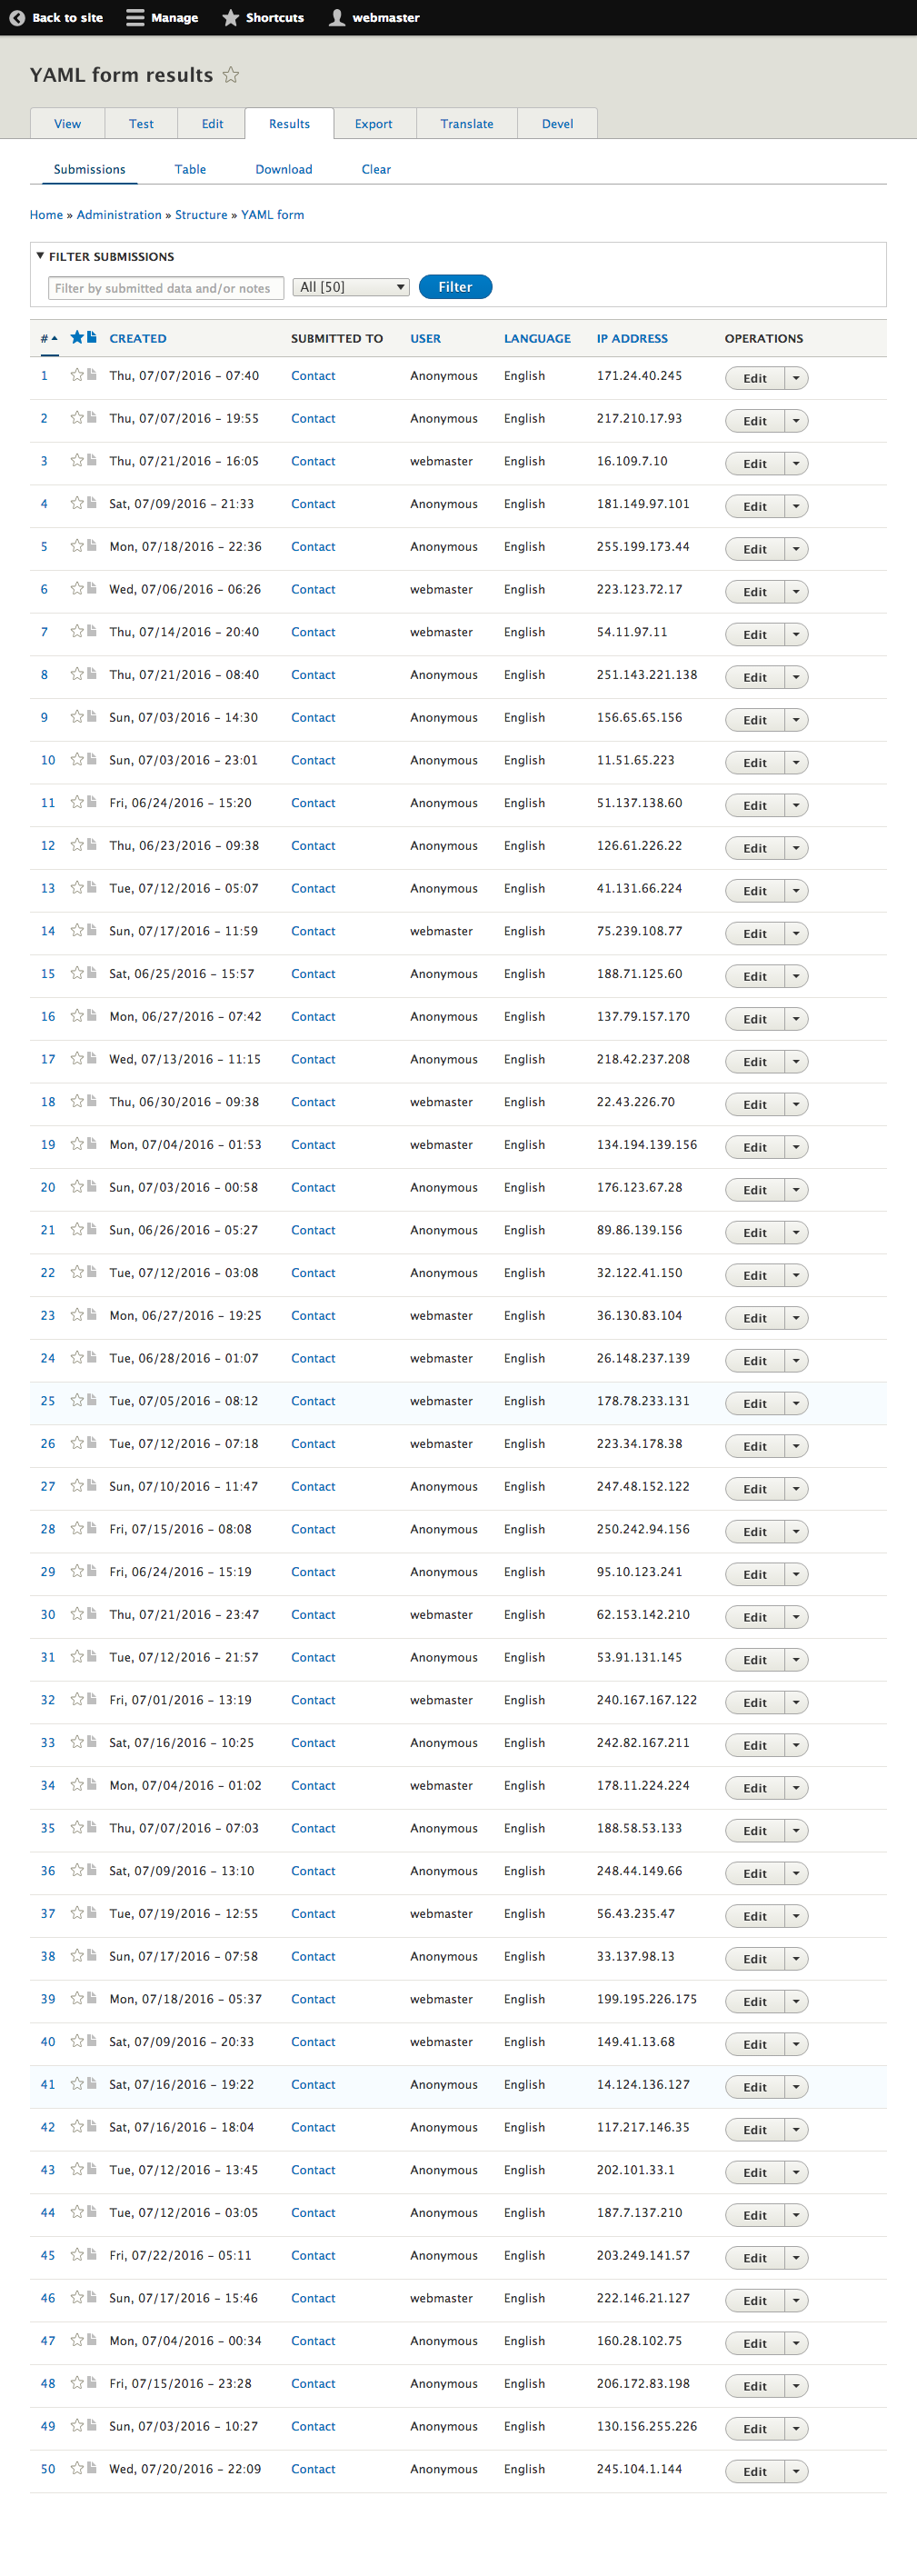 Back to site Manage Shortcuts webmaster
YAML form results
View Test Edit Results Export Translate Devel
Submissions Table Download Clear
Home » Administration » Structure » YAML form
FILTER SUBMISSIONS
Filter by submitted data and/or notes All [50] Filter
# CREATED SUBMITTED TO USER LANGUAGE IP ADDRESS OPERATIONS
1 Thu, 07/07/2016 - 07:40 Contact Anonymous English 171.24.40.245 Edit
2 Thu, 07/07/2016 - 19:55 Contact Anonymous English 217.210.17.93 Edit
3 Thu, 07/21/2016 - 16:05 Contact webmaster English 16.109.7.10 Edit
4 Sat, 07/09/2016 - 21:33 Contact Anonymous English 181.149.97.101 Edit
5 Mon, 07/18/2016 - 22:36 Contact Anonymous English 255.199.173.44 Edit
6 Wed, 07/06/2016 - 06:26 Contact webmaster English 223.123.72.17 Edit
7 Thu, 07/14/2016 - 20:40 Contact webmaster English 54.11.97.11 Edit
8 Thu, 07/21/2016 - 08:40 Contact Anonymous English 251.143.221.138 Edit
9 Sun, 07/03/2016 - 14:30 Contact Anonymous English 156.65.65.156 Edit
10 Sun, 07/03/2016 - 23:01 Contact Anonymous English 11.51.65.223 Edit
11 Fri, 06/24/2016 - 15:20 Contact Anonymous English 51.137.138.60 Edit
12 Thu, 06/23/2016 - 09:38 Contact Anonymous English 126.61.226.22 Edit
13 Tue, 07/12/2016 - 05:07 Contact Anonymous English 41.131.66.224 Edit
14 Sun, 07/17/2016 - 11:59 Contact webmaster English 75.239.108.77 Edit
15 Sat, 06/25/2016 - 15:57 Contact Anonymous English 188.71.125.60 Edit
16 Mon, 06/27/2016 - 07:42 Contact Anonymous English 137.79.157.170 Edit
17 Wed, 07/13/2016 - 11:15 Contact Anonymous English 218.42.237.208 Edit
18 Thu, 06/30/2016 - 09:38 Contact webmaster English 22.43.226.70 Edit
19 Mon, 07/04/2016 - 01:53 Contact webmaster English 134.194.139.156 Edit
20 Sun, 07/03/2016 - 00:58 Contact Anonymous English 176.123.67.28 Edit
21 Sun, 06/26/2016 - 05:27 Contact Anonymous English 89.86.139.156 Edit
22 Tue, 07/12/2016 - 03:08 Contact Anonymous English 32.122.41.150 Edit
23 Mon, 06/27/2016 - 19:25 Contact webmaster English 36.130.83.104 Edit
24 Tue, 06/28/2016 - 01:07 Contact webmaster English 26.148.237.139 Edit
25 Tue, 07/05/2016 - 08:12 Contact webmaster English 178.78.233.131 Edit
26 Tue, 07/12/2016 - 07:18 Contact webmaster English 223.34.178.38 Edit
27 Sun, 07/10/2016 - 11:47 Contact Anonymous English 247.48.152.122 Edit
28 Fri, 07/15/2016 - 08:08 Contact Anonymous English 250.242.94.156 Edit
29 Fri, 06/24/2016 - 15:19 Contact Anonymous English 95.10.123.241 Edit
30 Thu, 07/21/2016 - 23:47 Contact webmaster English 62.153.142.210 Edit
31 Tue, 07/12/2016 - 21:57 Contact Anonymous English 53.91.131.145 Edit
32 Fri, 07/01/2016 - 13:19 Contact webmaster English 240.167.167.122 Edit
33 Sat, 07/16/2016 - 10:25 Contact Anonymous English 242.82.167.211 Edit
34 Mon, 07/04/2016 - 01:02 Contact webmaster English 178.11.224.224 Edit
35 Thu, 07/07/2016 - 07:03 Contact Anonymous English 188.58.53.133 Edit
36 Sat, 07/09/2016 - 13:10 Contact Anonymous English 248.44.149.66 Edit
37 Tue, 07/19/2016 - 12:55 Contact webmaster English 56.43.235.47 Edit
38 Sun, 07/17/2016 - 07:58 Contact Anonymous English 33.137.98.13 Edit
39 Mon, 07/18/2016 - 05:37 Contact webmaster English 199.195.226.175 Edit
40 Sat, 07/09/2016 - 20:33 Contact webmaster English 149.41.13.68 Edit
41 Sat, 07/16/2016 - 19:22 Contact Anonymous English 14.124.136.127 Edit
42 Sat, 07/16/2016 - 18:04 Contact Anonymous English 117.217.146.35 Edit
43 Tue, 07/12/2016 - 13:45 Contact Anonymous English 202.101.33.1 Edit
44 Tue, 07/12/2016 - 03:05 Contact Anonymous English 187.7.137.210 Edit
45 Fri, 07/22/2016 - 05:11 Contact Anonymous English 203.249.141.57 Edit
46 Sun, 07/17/2016 - 15:46 Contact webmaster English 222.146.21.127 Edit
47 Mon, 07/04/2016 - 00:34 Contact Anonymous English 160.28.102.75 Edit
48 Fri, 07/15/2016 - 23:28 Contact Anonymous English 206.172.83.198 Edit
49 Sun, 07/03/2016 - 10:27 Contact Anonymous English 130.156.255.226 Edit
50 Wed, 07/20/2016 - 22:09 Contact Anonymous English 245.104.1.144 Edit